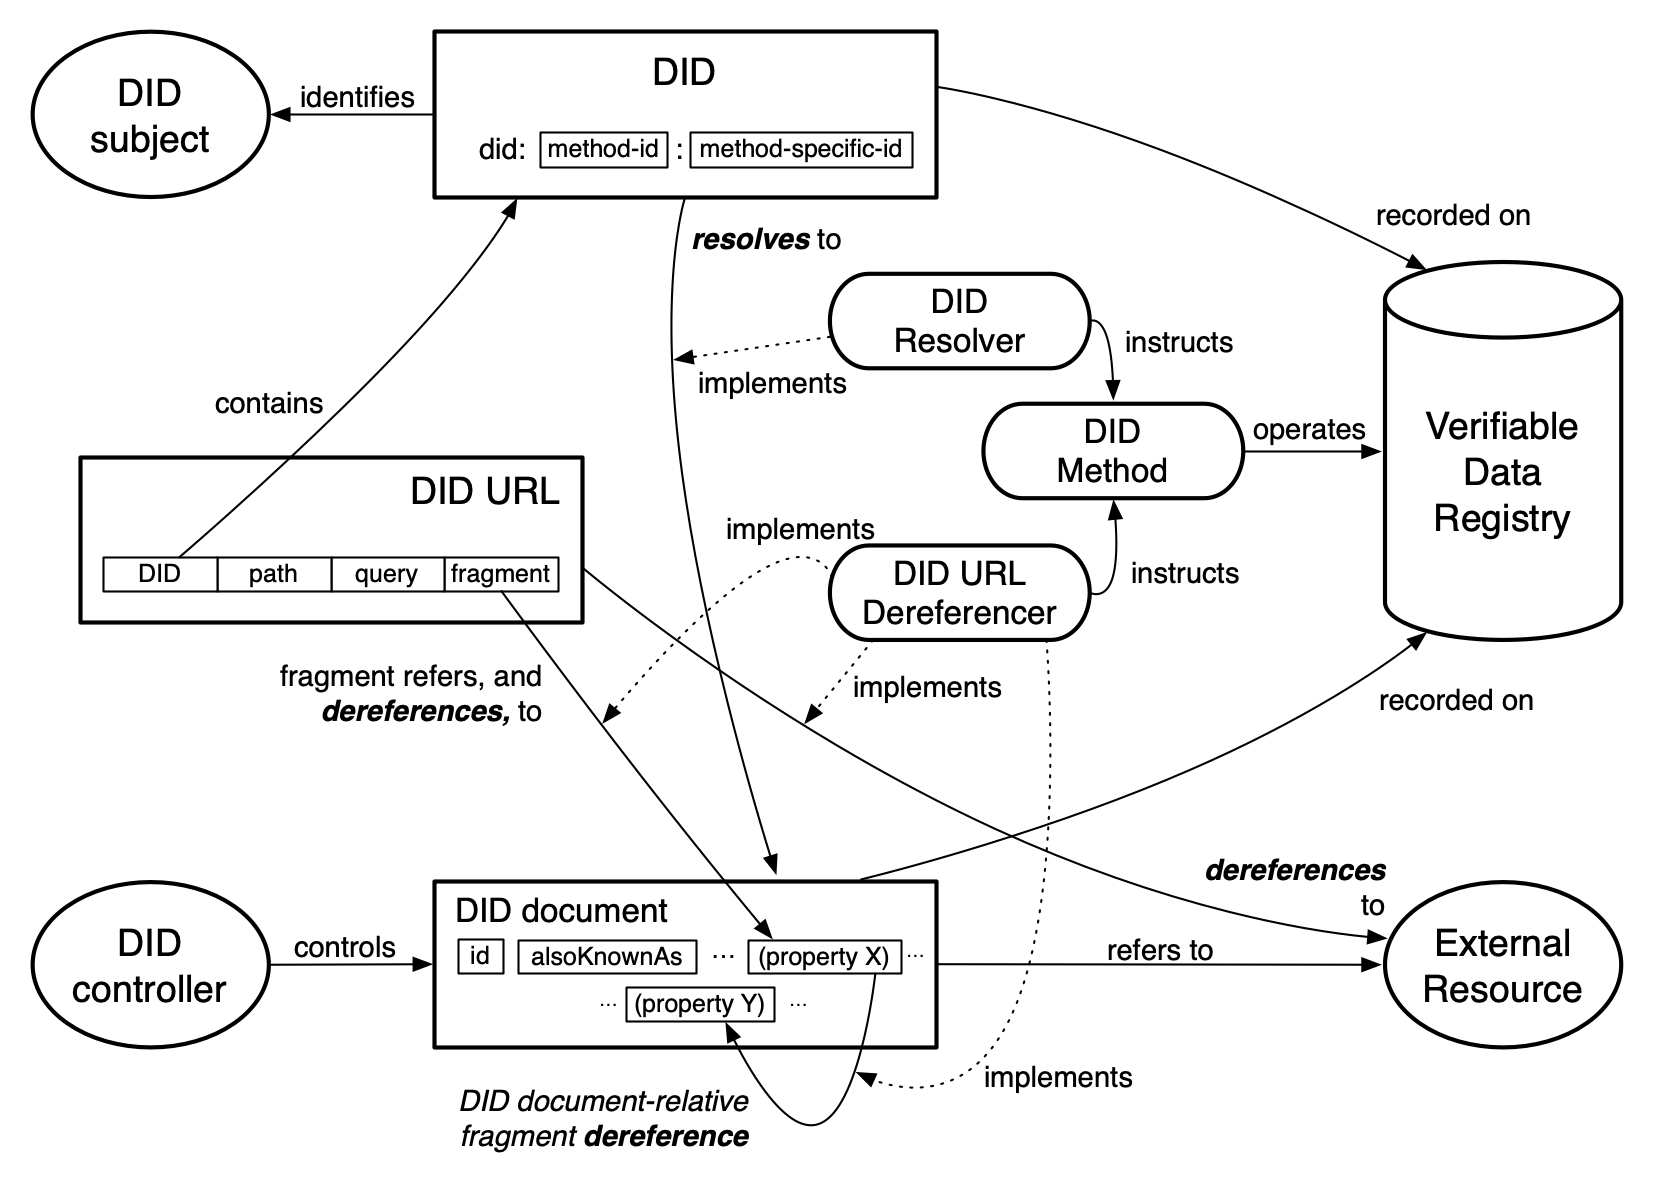 DID
subject
identifies
DID
did: method-id : method-specific-id
recorded on
resolves to
DID
Resolver
instructs
implements
contains
DID
Method
operates
Verifiable
Data
Registry
DID URL
DID path query fragment
implements
DID URL
Dereferencer
instructs
fragment refers, and
dereferences, to
implements
recorded on
dereferences
to
DID
controller
controls
DID document
id alsoKnownAs ... (property X) ...
... (property Y) ...
refers to
External
Resource
implements
DID document-relative
fragment dereference